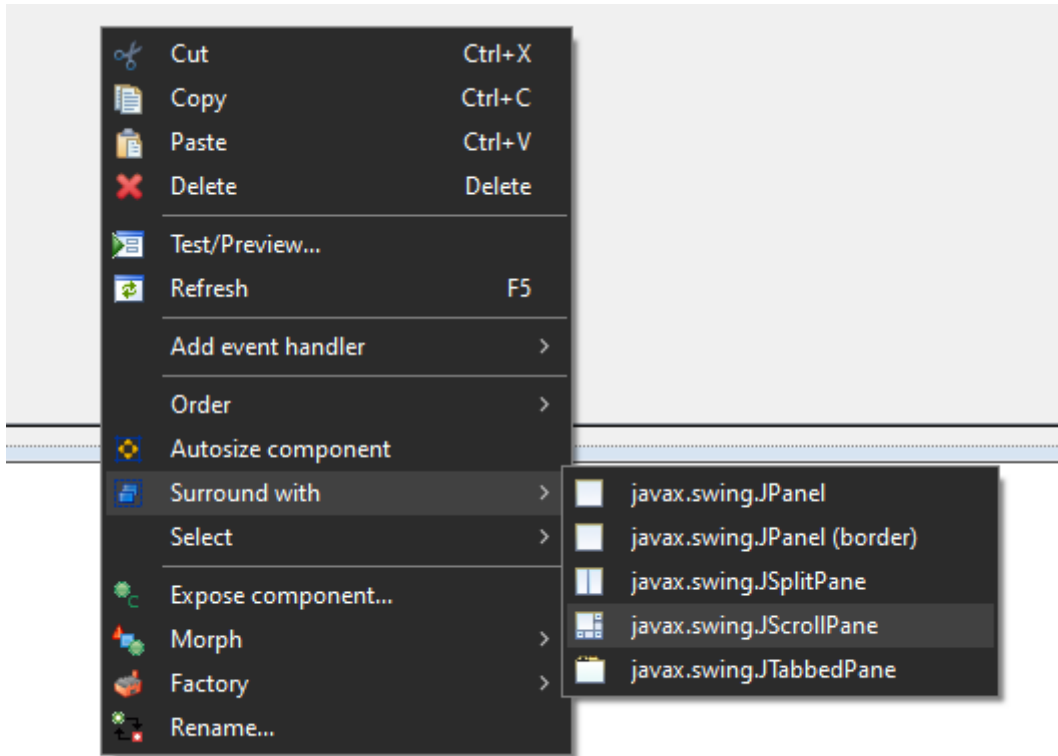 Cut Ctrl+X
Copy Ctrl+C
Paste Ctrl+V
Delete Delete
Test/Preview...
Refresh F5
Add event handler
Order
Autosize component
Surround with
Select
Expose component...
Morph
Factory
Rename...
javax.swing.JPanel
javax.swing.JPanel (border)
javax.swing.JSplitPane
javax.swing.JScrollPane
javax.swing.JTabbedPane